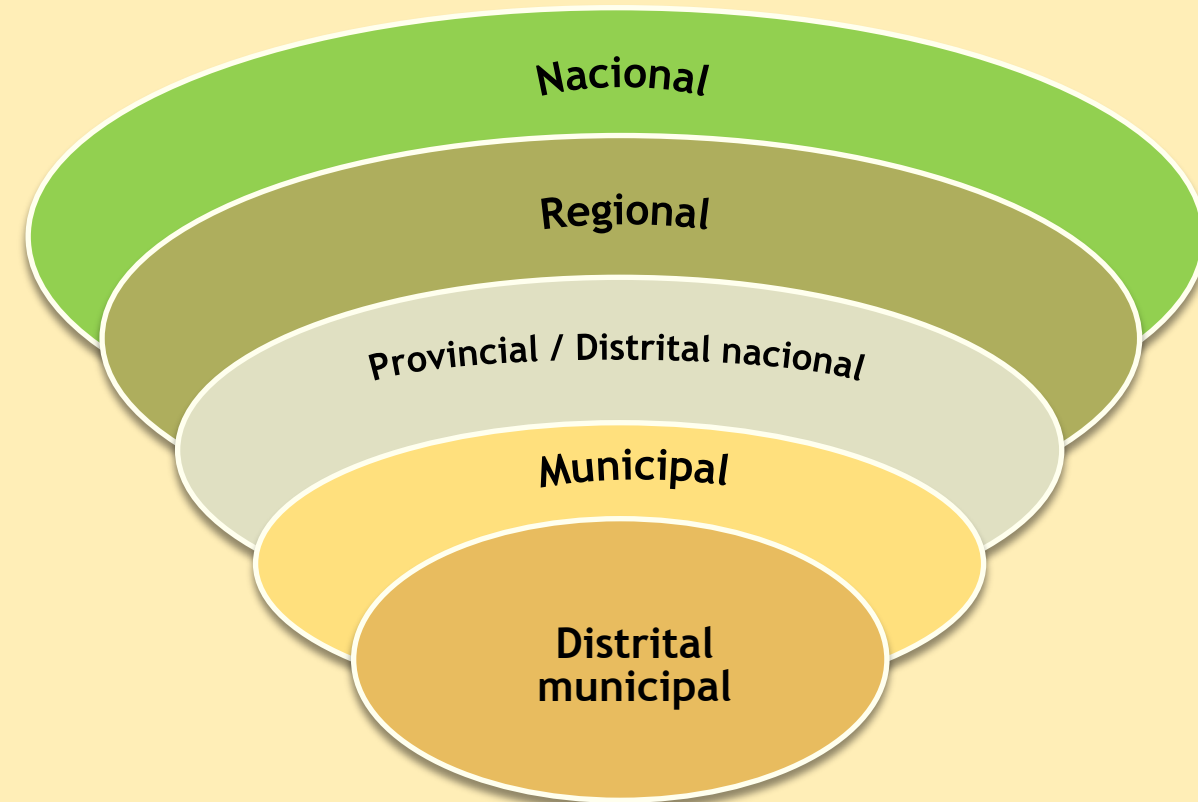 Nacional
Regional
Provincial / Distrital nacional
Municipal
Distrital
municipal